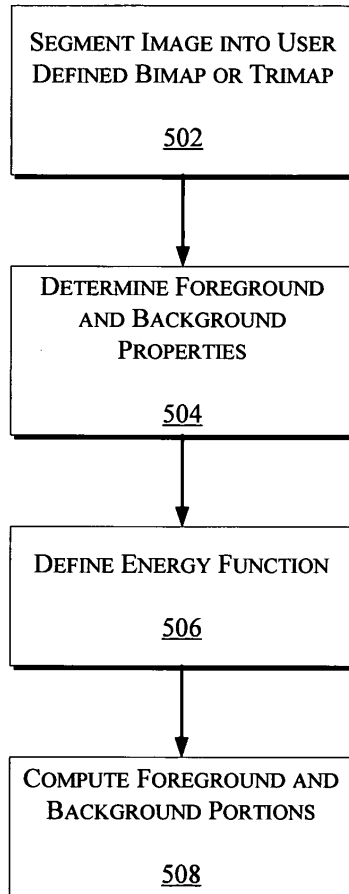 SEGMENT IMAGE INTO USER
DEFINED BIMAP OR TRIMAP
502
DETERMINE FOREGROUND
AND BACKGROUND
PROPERTIES
504
DEFINE ENERGY FUNCTION
506
COMPUTE FOREGROUND AND
BACKGROUND PORTIONS
508